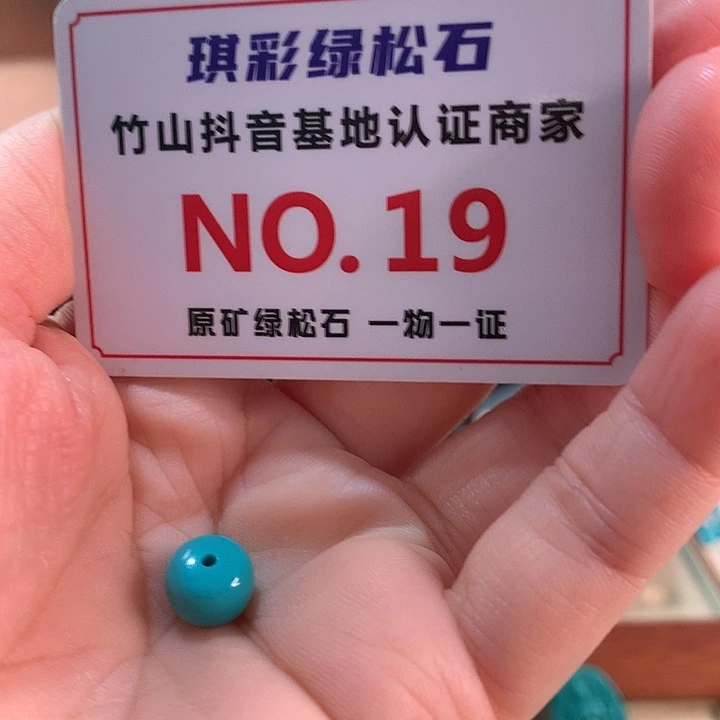 琪彩绿松石
竹山抖音基地认证商家
NO.19
原矿绿松石 一物一证